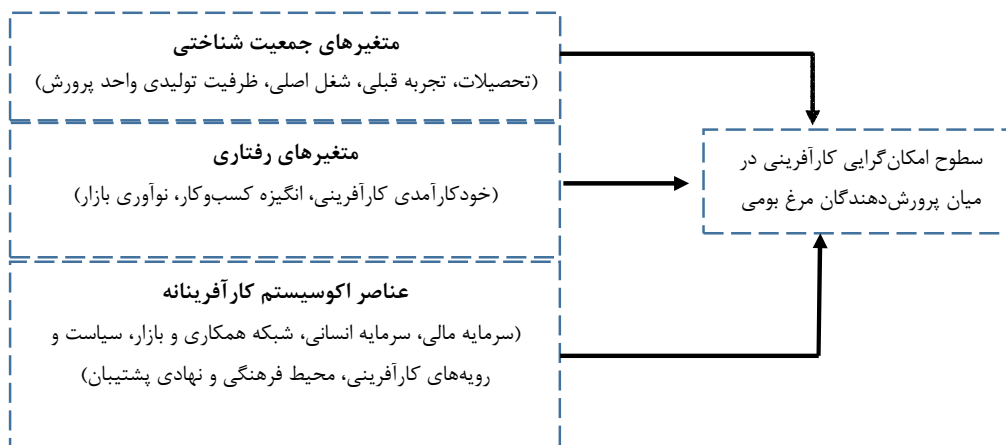 متغیرهای جمعیت شناختی
(تحصیلات، تجربه قبلی، شغل اصلی، ظرفیت تولیدی واحد پرورش)
متغیرهای رفتاری
(خودکارآمدی کارآفرینی، انگیزه کسب‌وکار، نوآوری بازار)
عناصر اکوسیستم کارآفرینانه
(سرمایه مالی، سرمایه انسانی، شبکه همکاری و بازار، سیاست و
رویه‌های کارآفرینی، محیط فرهنگی و نهادی پشتیبان)
سطوح امکان‌گرایی کارآفرینی در
میان پرورش‌دهندگان مرغ بومی